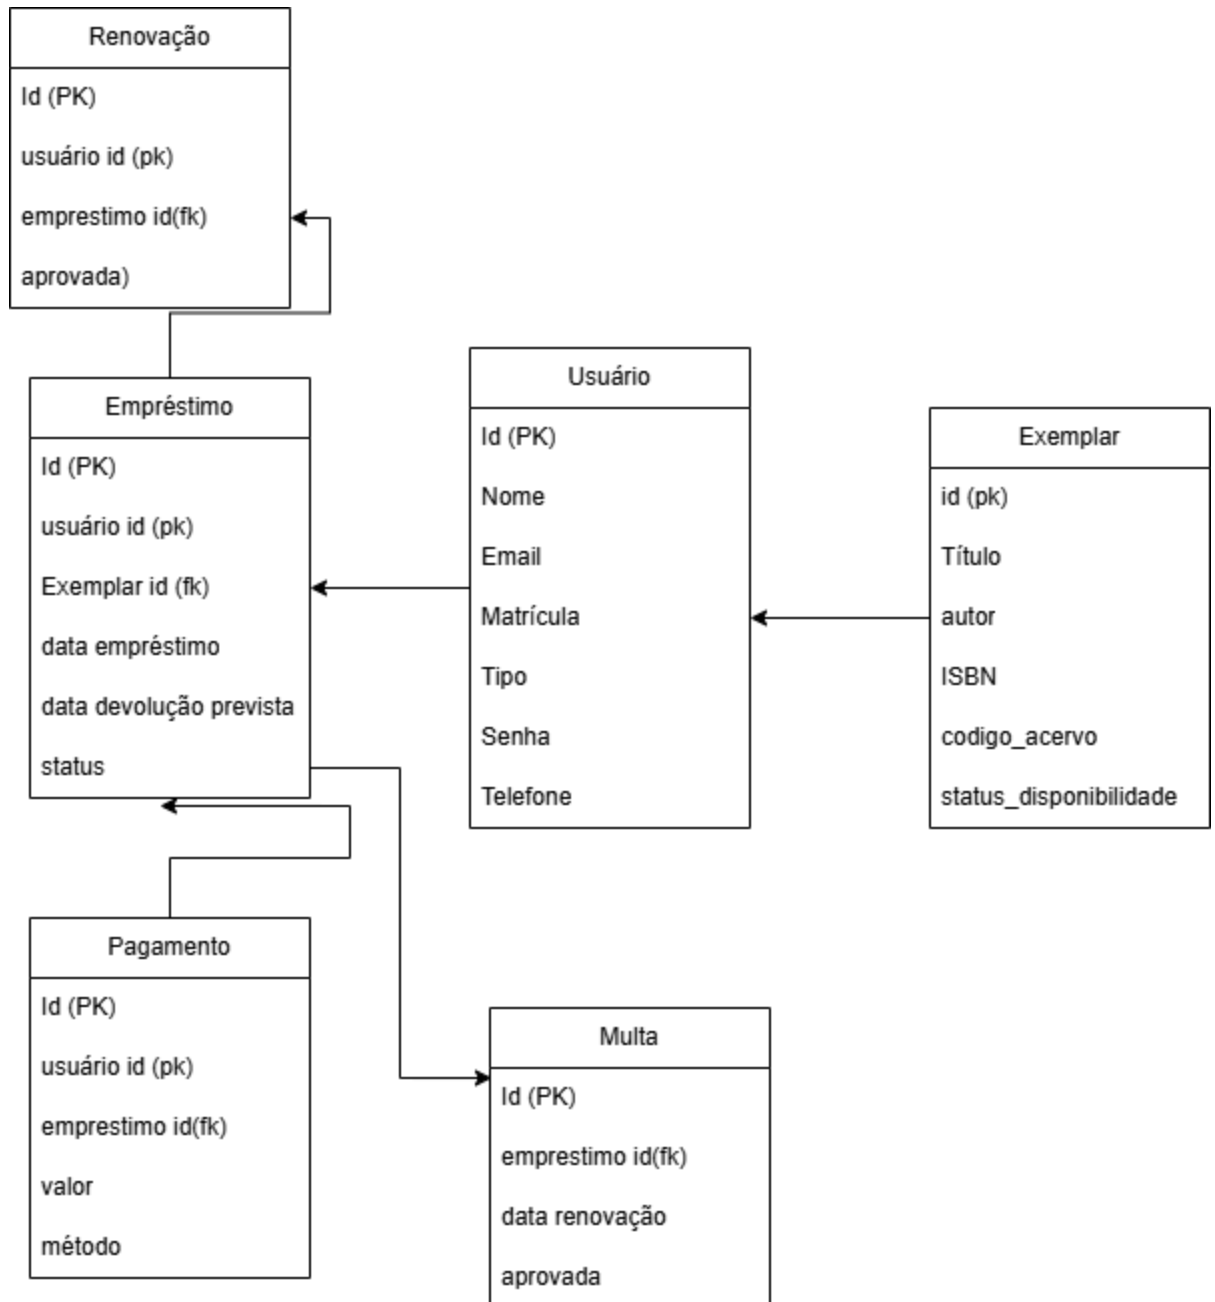 Renovação
Id (PK)
usuário id (pk)
emprestimo id(fk)
aprovada)
Empréstimo
Id (PK)
usuário id (pk)
Exemplar id (fk)
data empréstimo
data devolução prevista
status
Usuário
Id (PK)
Nome
Email
Matrícula
Tipo
Senha
Telefone
Exemplar
id (pk)
Título
autor
ISBN
codigo_acervo
status_disponibilidade
Pagamento
Id (PK)
usuário id (pk)
emprestimo id(fk)
valor
método
Multa
Id (PK)
emprestimo id(fk)
data renovação
aprovada